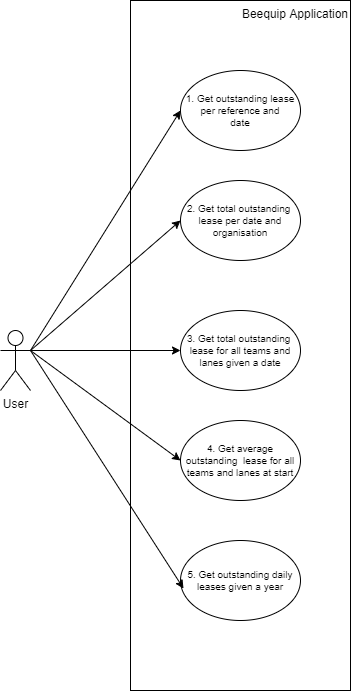 Beequip Application
1. Get outstanding lease
per reference and
date
2. Get total outstanding
lease per date and
organisation
3. Get total outstanding
lease for all teams and
lanes given a date
User
4. Get average
outstanding lease for all
teams and lanes at start
5. Get outstanding daily
leases given a year